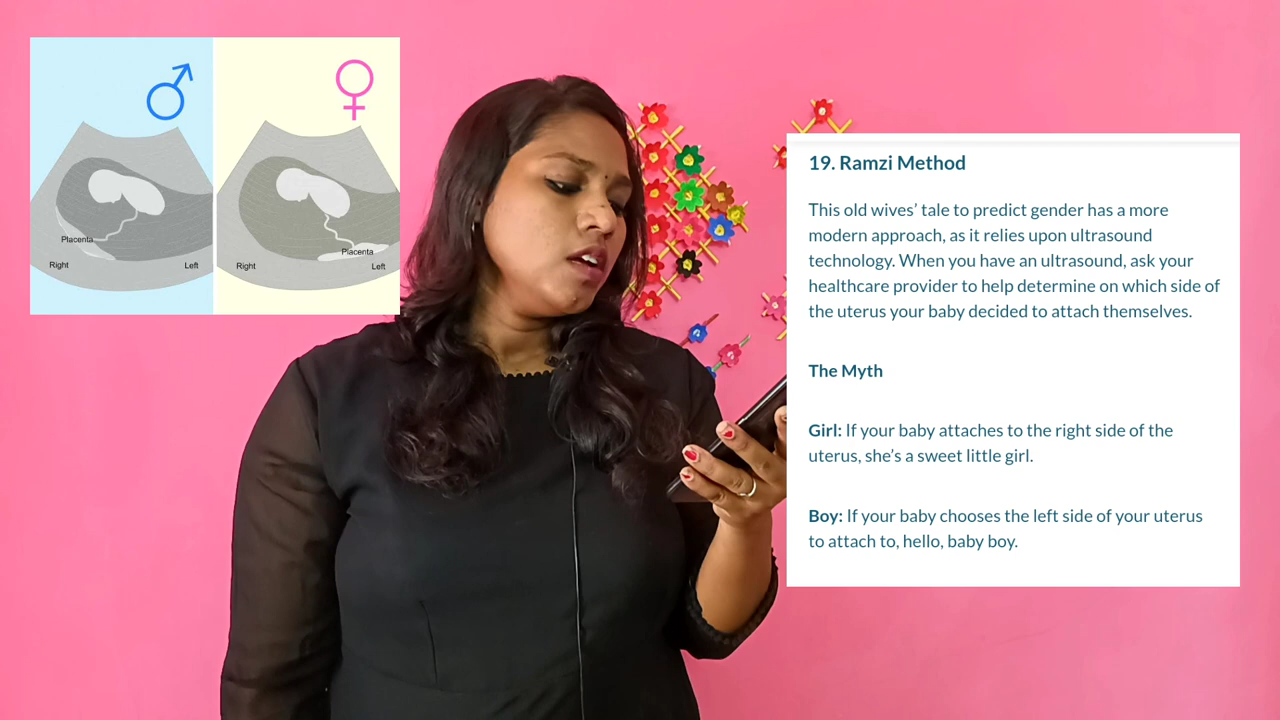 Placenta
Right
Left
Placenta
Right
Left
19. Ramzi Method
This old wives’ tale to predict gender has a more
modern approach, as it relies upon ultrasound
technology. When you have an ultrasound, ask your
healthcare provider to help determine on which side of
the uterus your baby decided to attach themselves.
The Myth
Girl: If your baby attaches to the right side of the
uterus, she’s a sweet little girl.
Boy: If your baby chooses the left side of your uterus
to attach to, hello, baby boy.